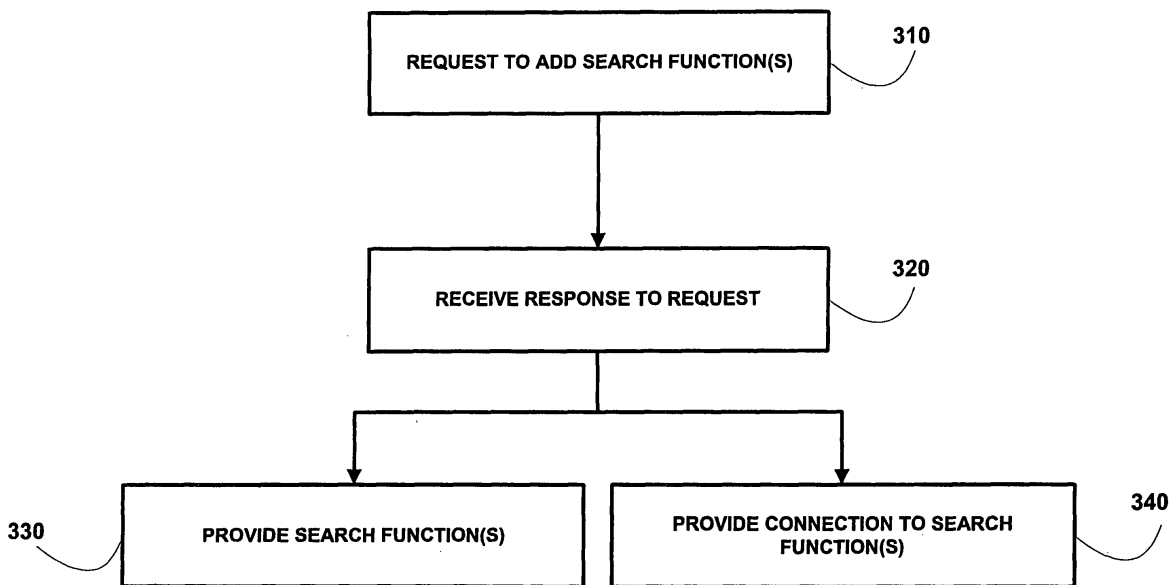 REQUEST TO ADD SEARCH FUNCTION(S)
310
RECEIVE RESPONSE TO REQUEST
320
330
PROVIDE SEARCH FUNCTION(S)
PROVIDE CONNECTION TO SEARCH
FUNCTION(S)
340